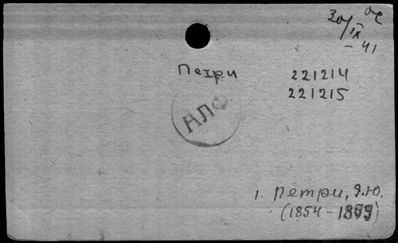 30/IX
-41
Петри 221214
221215
НЛФ
1. Петри, Э.Ю.
(1854-1899)